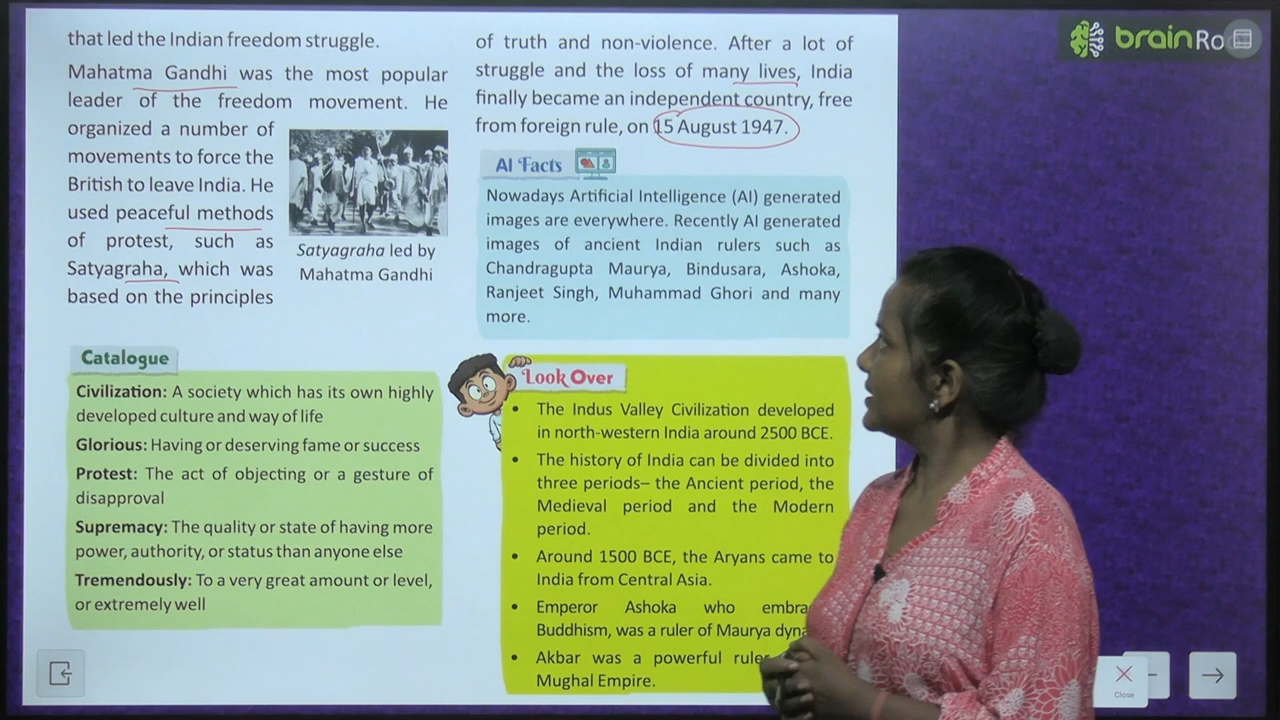 that led the Indian freedom struggle.
Mahatma Gandhi was the most popular
leader of the freedom movement. He
organized a number of
movements to force the
British to leave India. He
used peaceful methods
of protest, such as
Satyagraha, which was
based on the principles
Satyagraha led by
Mahatma Gandhi
of truth and non-violence. After a lot of
struggle and the loss of many lives, India
finally became an independent country, free
from foreign rule, on 15 August 1947.
AI Facts
Nowadays Artificial Intelligence (AI) generated
images are everywhere. Recently AI generated
images of ancient Indian rulers such as
Chandragupta Maurya, Bindusara, Ashoka,
Ranjeet Singh, Muhammad Ghori and many
more.
Catalogue
Civilization: A society which has its own highly
developed culture and way of life
Glorious: Having or deserving fame or success
Protest: The act of objecting or a gesture of
disapproval
Supremacy: The quality or state of having more
power, authority, or status than anyone else
Tremendously: To a very great amount or level,
or extremely well
Look Over
• The Indus Valley Civilization developed
in north-western India around 2500 BCE.
• The history of India can be divided into
three periods– the Ancient period, the
Medieval period and the Modern
period.
• Around 1500 BCE, the Aryans came to
India from Central Asia.
• Emperor Ashoka who
Buddhism, was a ruler of Maurya
• Akbar was a powerful
Mughal Empire.
brain
Close